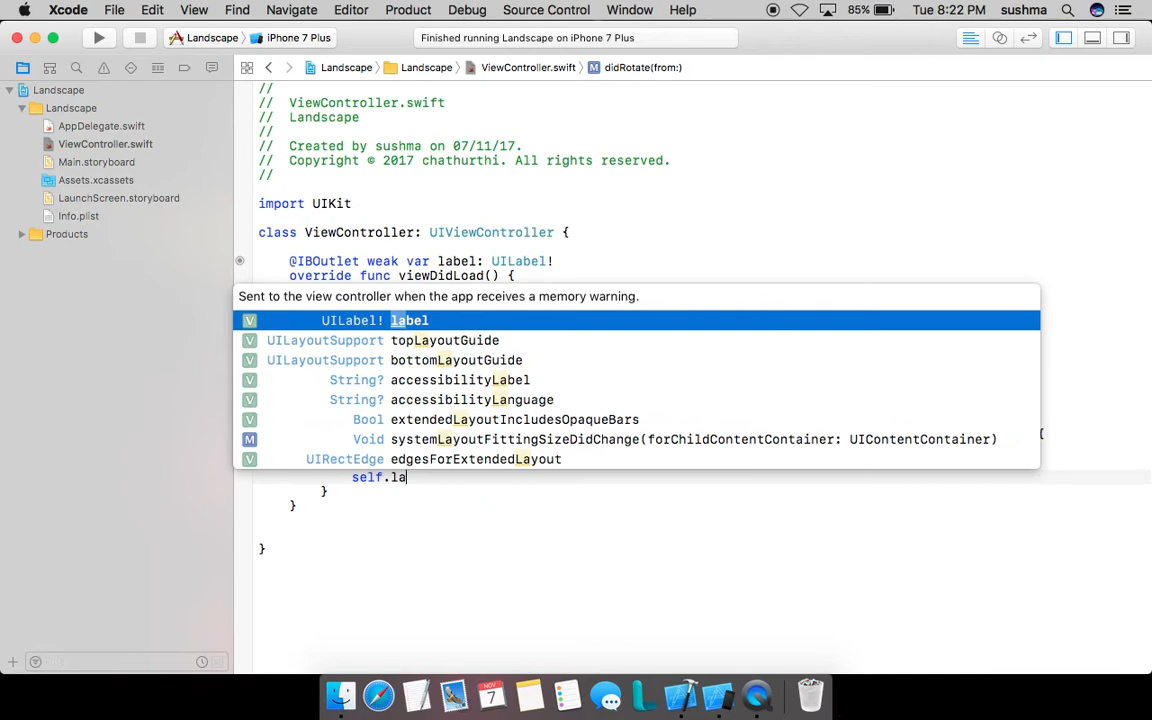 Xcode File Edit View Find Navigate Editor Product Debug Source Control Window Help 85% Tue 8:22 PM sushma
Landscape iPhone 7 Plus Finished running Landscape on iPhone 7 Plus
Landscape Landscape ViewController.swift M didRotate(from:)
Landscape
Landscape
AppDelegate.swift
ViewController.swift
Main.storyboard
Assets.xcassets
LaunchScreen.storyboard
Info.plist
Products
//
// ViewController.swift
// Landscape
//
// Created by sushma on 07/11/17.
// Copyright © 2017 chathurthi. All rights reserved.
//
import UIKit
class ViewController: UIViewController {
@IBOutlet weak var label: UILabel!
override func viewDidLoad() {
Sent to the view controller when the app receives a memory warning.
V UILabel! label
V UILayoutSupport topLayoutGuide
V UILayoutSupport bottomLayoutGuide
V String? accessibilityLabel
V String? accessibilityLanguage
V Bool extendedLayoutIncludesOpaqueBars
M Void systemLayoutFittingSizeDidChange(forChildContentContainer: UIContentContainer)
{
V UIRectEdge edgesForExtendedLayout
self.la
}
}
}
NOV
7